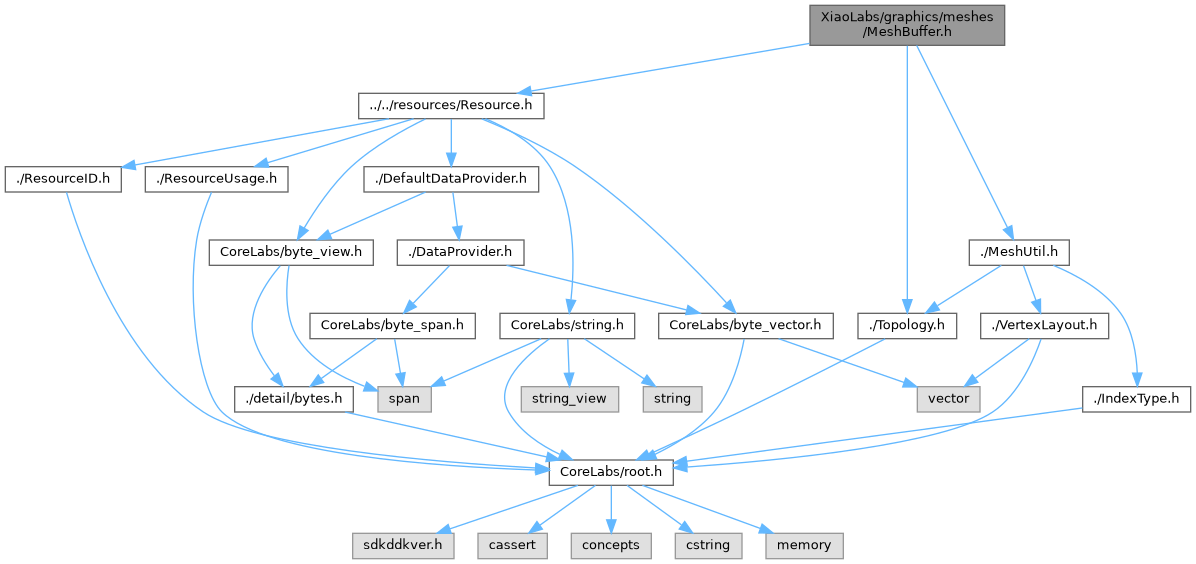 XiaoLabs/graphics/meshes
/MeshBuffer.h
../../resources/Resource.h
./ResourceID.h
./ResourceUsage.h
./DefaultDataProvider.h
CoreLabs/byte_view.h
./DataProvider.h
./MeshUtil.h
CoreLabs/byte_span.h
CoreLabs/string.h
CoreLabs/byte_vector.h
./Topology.h
./VertexLayout.h
./detail/bytes.h
span
string_view
string
vector
./IndexType.h
CoreLabs/root.h
sdkddkver.h
cassert
concepts
cstring
memory